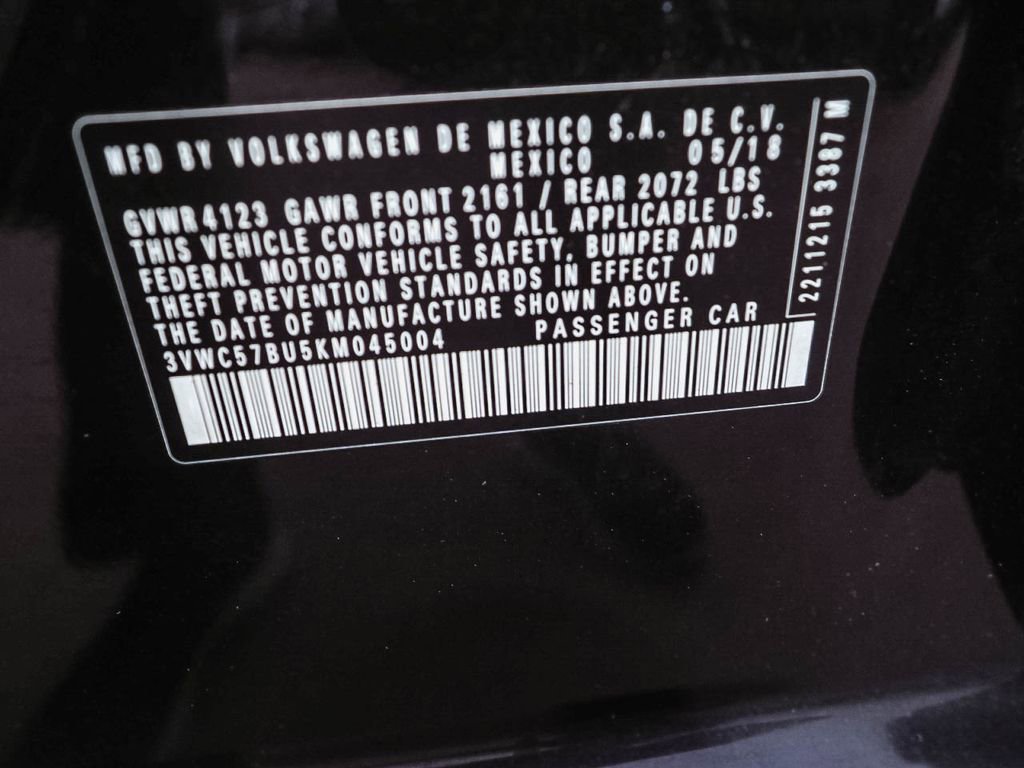 MFD BY VOLKSWAGEN DE MEXICO S.A. DE C.V.
MEXICO 05/18
GVWR 4123 GAWR FRONT 2161 / REAR 2072 LBS
THIS VEHICLE CONFORMS TO ALL APPLICABLE U.S.
FEDERAL MOTOR VEHICLE SAFETY, BUMPER AND
THEFT PREVENTION STANDARDS IN EFFECT ON
THE DATE OF MANUFACTURE SHOWN ABOVE.
3VWC57BU5KM045004 PASSENGER CAR
2211215 3387 M